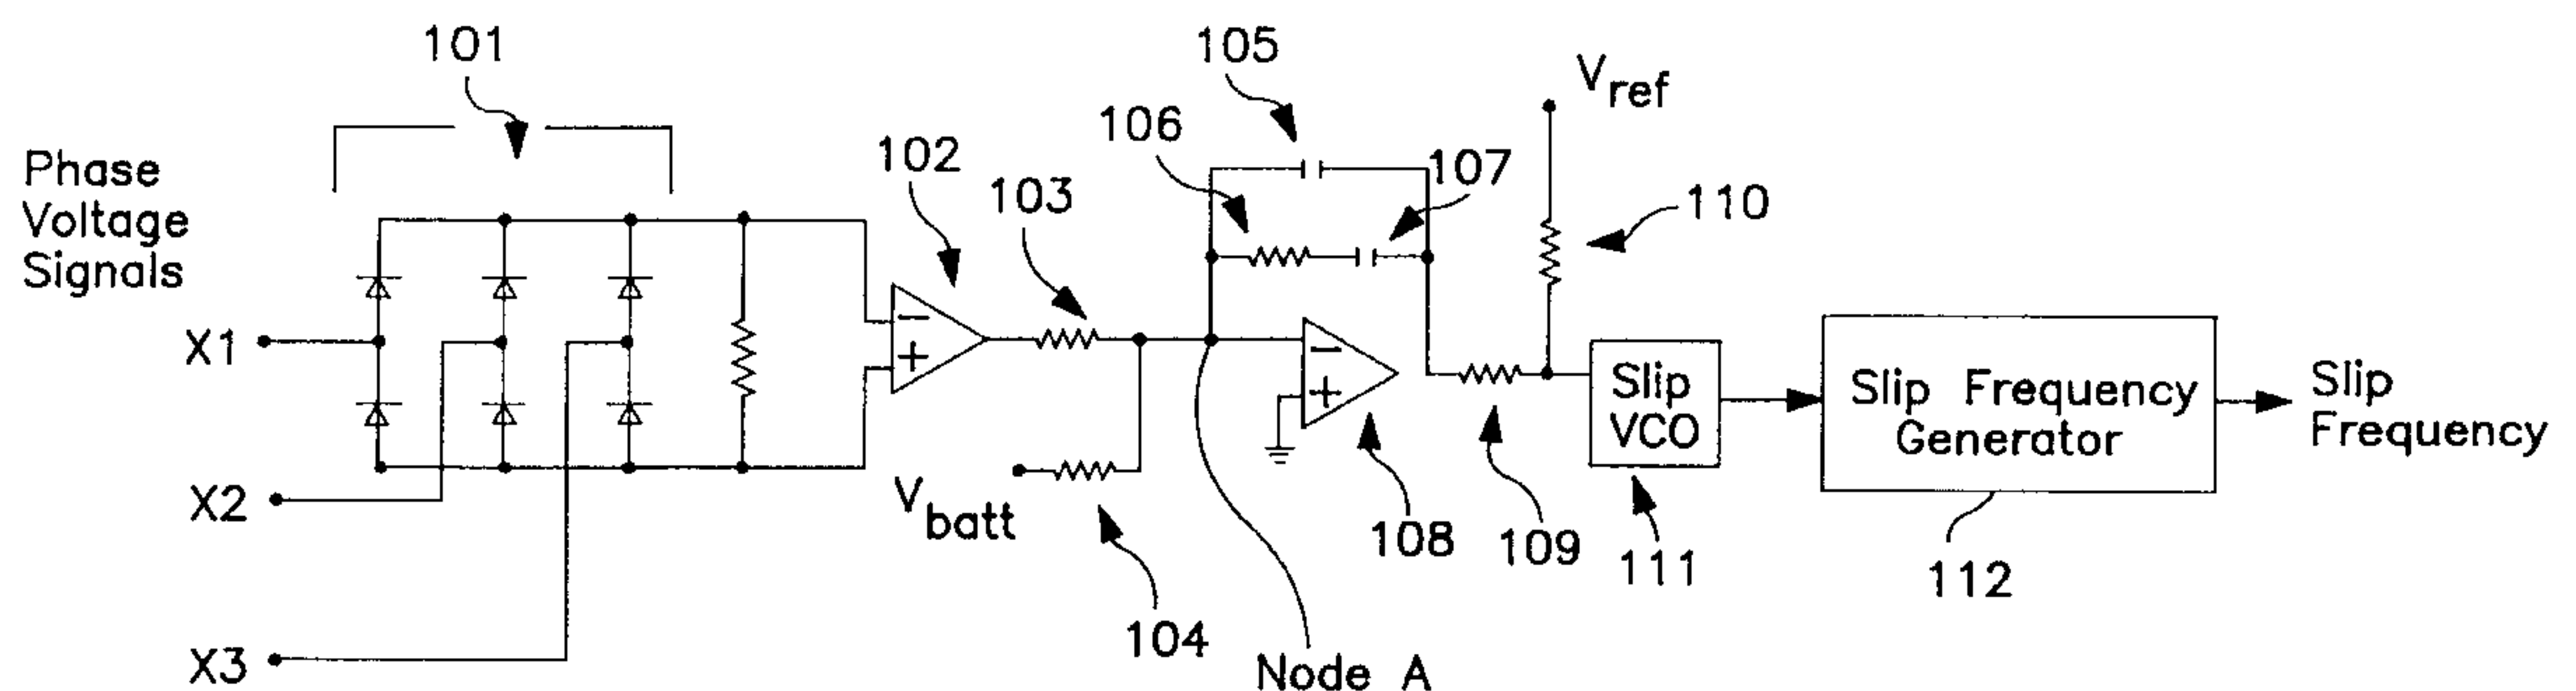 101
Phase
Voltage
Signals
X1
X2
X3
102
−
+
103
V batt
104
105
106
107
−
+
108
Node A
109
Vref
110
Slip
VCO
111
Slip Frequency
Generator
112
Slip
Frequency